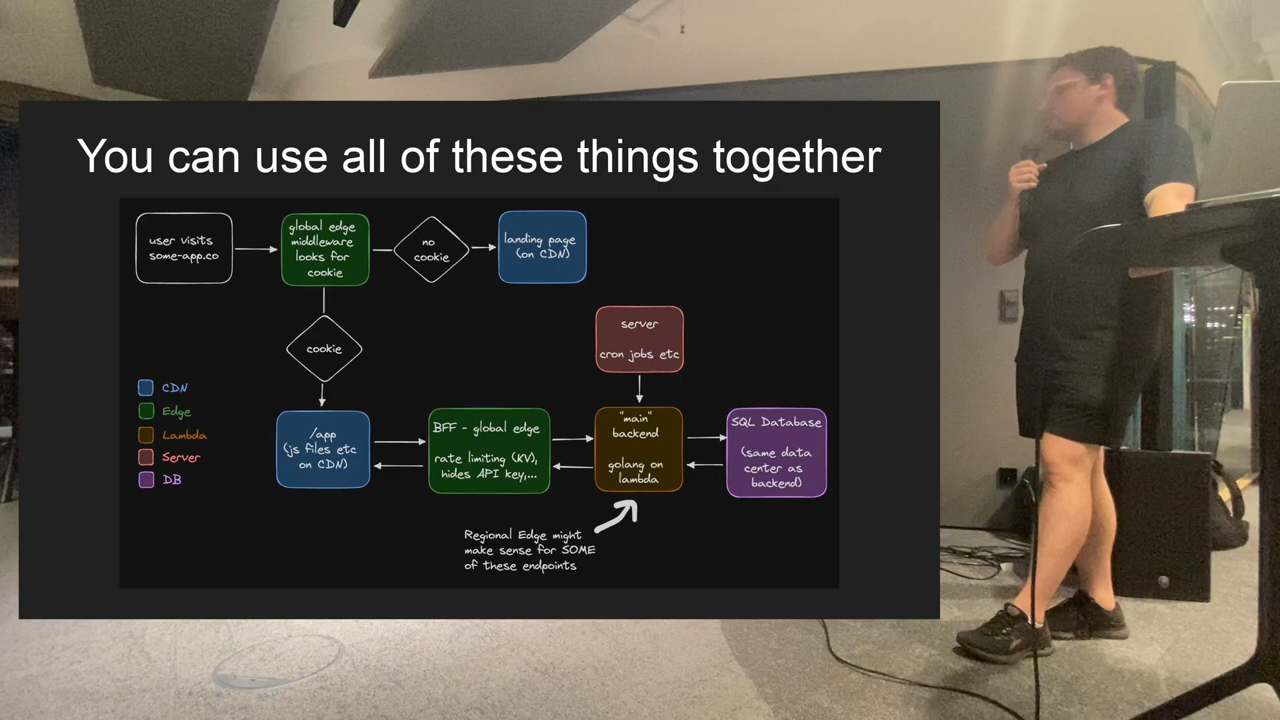 You can use all of these things together
user visits
some-app.co
global edge
middleware
looks for
cookie
no
cookie
landing page
(on CDN)
cookie
server
cron jobs etc
CDN
Edge
Lambda
Server
DB
/app
(js files etc
on CDN)
BFF - global edge
rate limiting (KV),
hides API key,...
"main"
backend
golang on
lambda
SQL Database
(same data
center as
backend)
Regional Edge might
make sense for SOME
of these endpoints